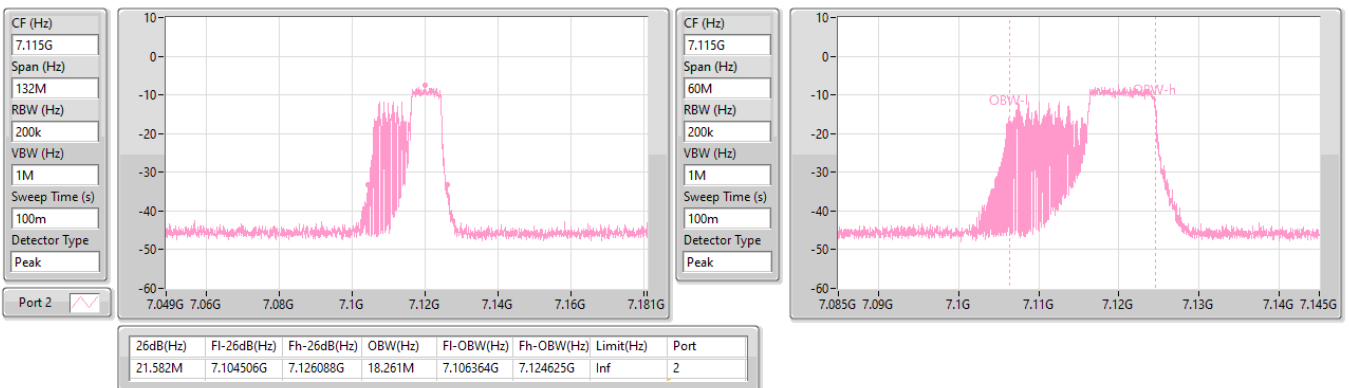 CF (Hz)
7.115G
Span (Hz)
132M
RBW (Hz)
200k
VBW (Hz)
1M
Sweep Time (s)
100m
Detector Type
Peak
Port 2
10
0
-10
-20
-30
-40
-50
-60
7.049G 7.06G 7.08G 7.1G 7.12G 7.14G 7.16G 7.181G
CF (Hz)
7.115G
Span (Hz)
60M
RBW (Hz)
200k
VBW (Hz)
1M
Sweep Time (s)
100m
Detector Type
Peak
10
0
-10
-20
-30
-40
-50
-60
OBW-l
OBW-h
7.085G 7.09G 7.1G 7.11G 7.12G 7.13G 7.14G 7.145G
26dB(Hz) Fl-26dB(Hz) Fh-26dB(Hz) OBW(Hz) Fl-OBW(Hz) Fh-OBW(Hz) Limit(Hz) Port
21.582M 7.104506G 7.126088G 18.261M 7.106364G 7.124625G Inf 2